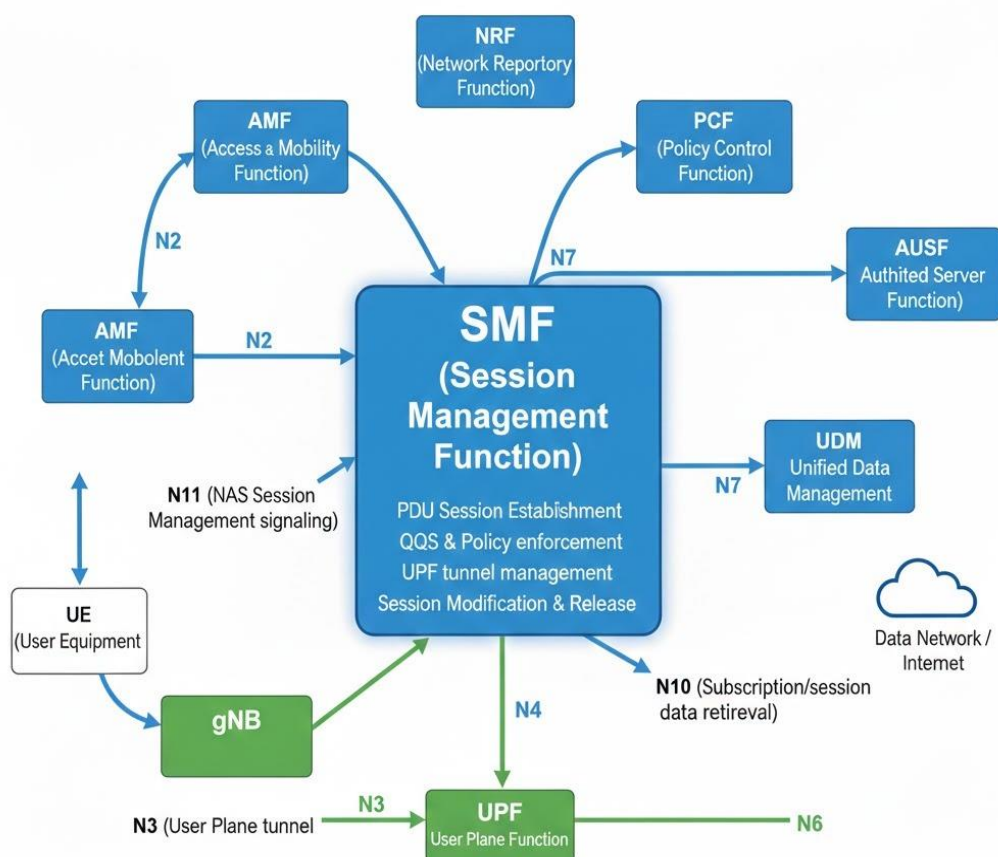 NRF
(Network Reportory
Frunction)
AMF
(Access & Mobility
Function)
PCF
(Policy Control
Function)
N2
N7
AUSF
Authited Server
Function)
AMF
(Accet Mobolent
Function)
N2
SMF
(Session
Management
Function)
PDU Session Establishment
QQS & Policy enforcement
UPF tunnel management
Session Modification & Release
N11 (NAS Session
Management signaling)
UDM
Unified Data
Management
N7
UE
(User Equipment
Data Network /
Internet
gNB
N4
N10 (Subscription/session
data retireval)
N3 (User Plane tunnel
N3
UPF
User Plane Function
N6